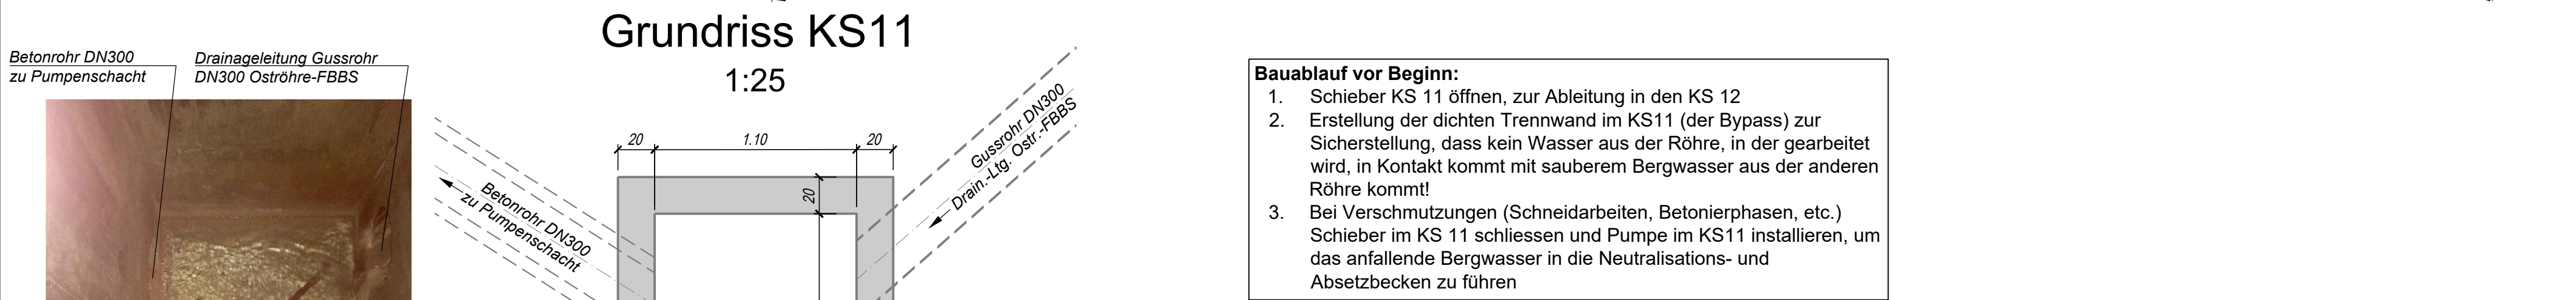 Grundriss KS11
1:25
Betonrohr DN300
zu Pumpenschacht
Drainageleitung Gussrohr
DN300 Oströhre-FBBS
20
1.10
20
20
Betonrohr DN300
zu Pumpenschacht
Gussrohr DN300
Drain.-Ltg. Ostr.-FBBS
Bauablauf vor Beginn:
1. Schieber KS 11 öffnen, zur Ableitung in den KS 12
2. Erstellung der dichten Trennwand im KS11 (der Bypass) zur
Sicherstellung, dass kein Wasser aus der Röhre, in der gearbeitet
wird, in Kontakt kommt mit sauberem Bergwasser aus der anderen
Röhre kommt!
3. Bei Verschmutzungen (Schneidarbeiten, Betonierphasen, etc.)
Schieber im KS 11 schliessen und Pumpe im KS11 installieren, um
das anfallende Bergwasser in die Neutralisations- und
Absetzbecken zu führen